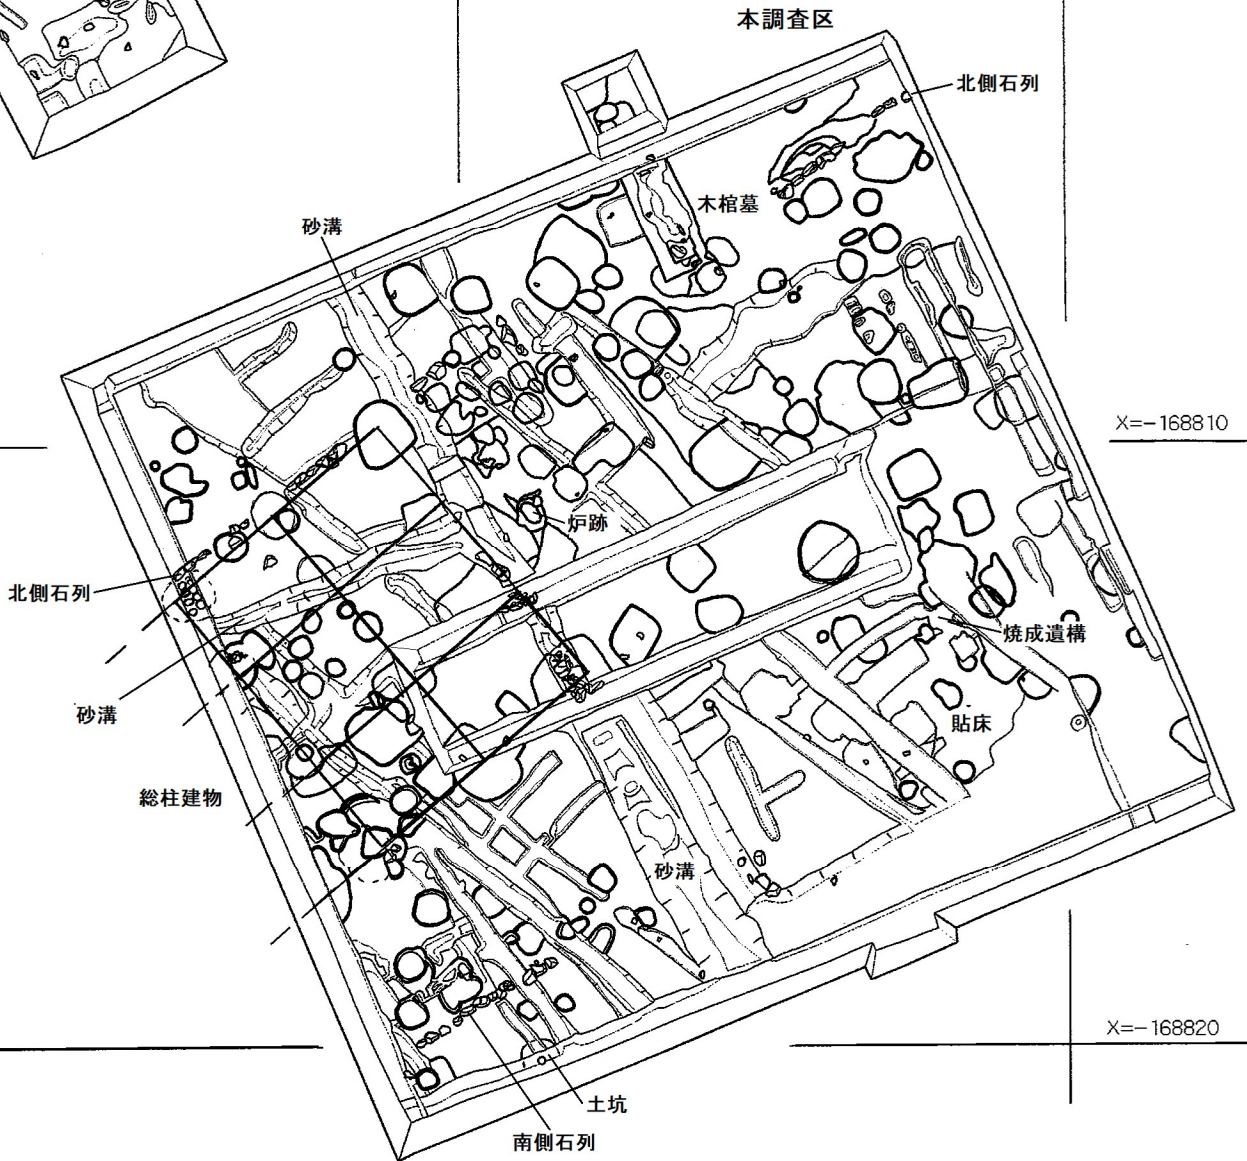 本調査区
北側石列
木棺墓
砂溝
X=-168810
炉跡
北側石列
焼成遺構
砂溝
貼床
総柱建物
砂溝
X=-168820
土坑
南側石列